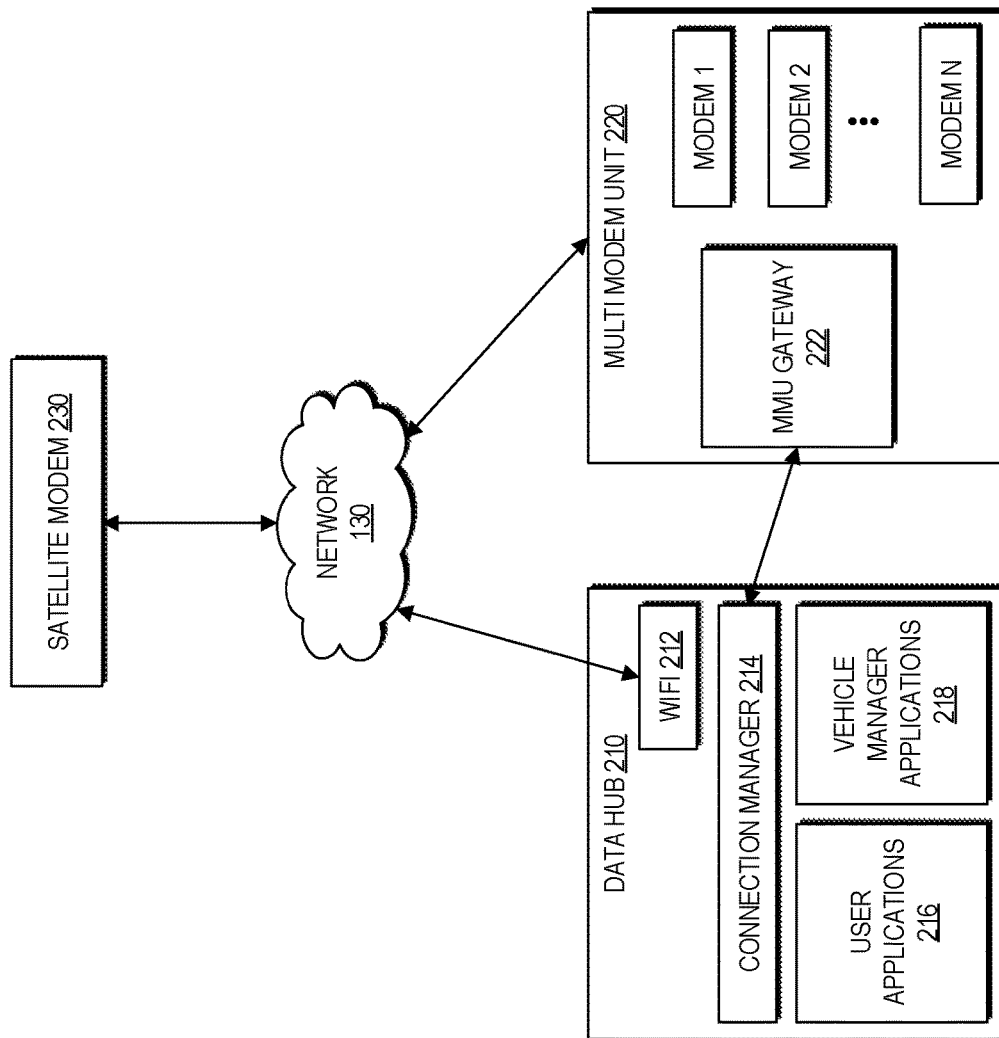 SATELLITE MODEM 230
NETWORK
130
DATA HUB 210
WIFI 212
CONNECTION MANAGER 214
USER
APPLICATIONS
216
VEHICLE
MANAGER
APPLICATIONS
218
MULTI MODEM UNIT 220
MMU GATEWAY
222
MODEM 1
MODEM 2
MODEM N